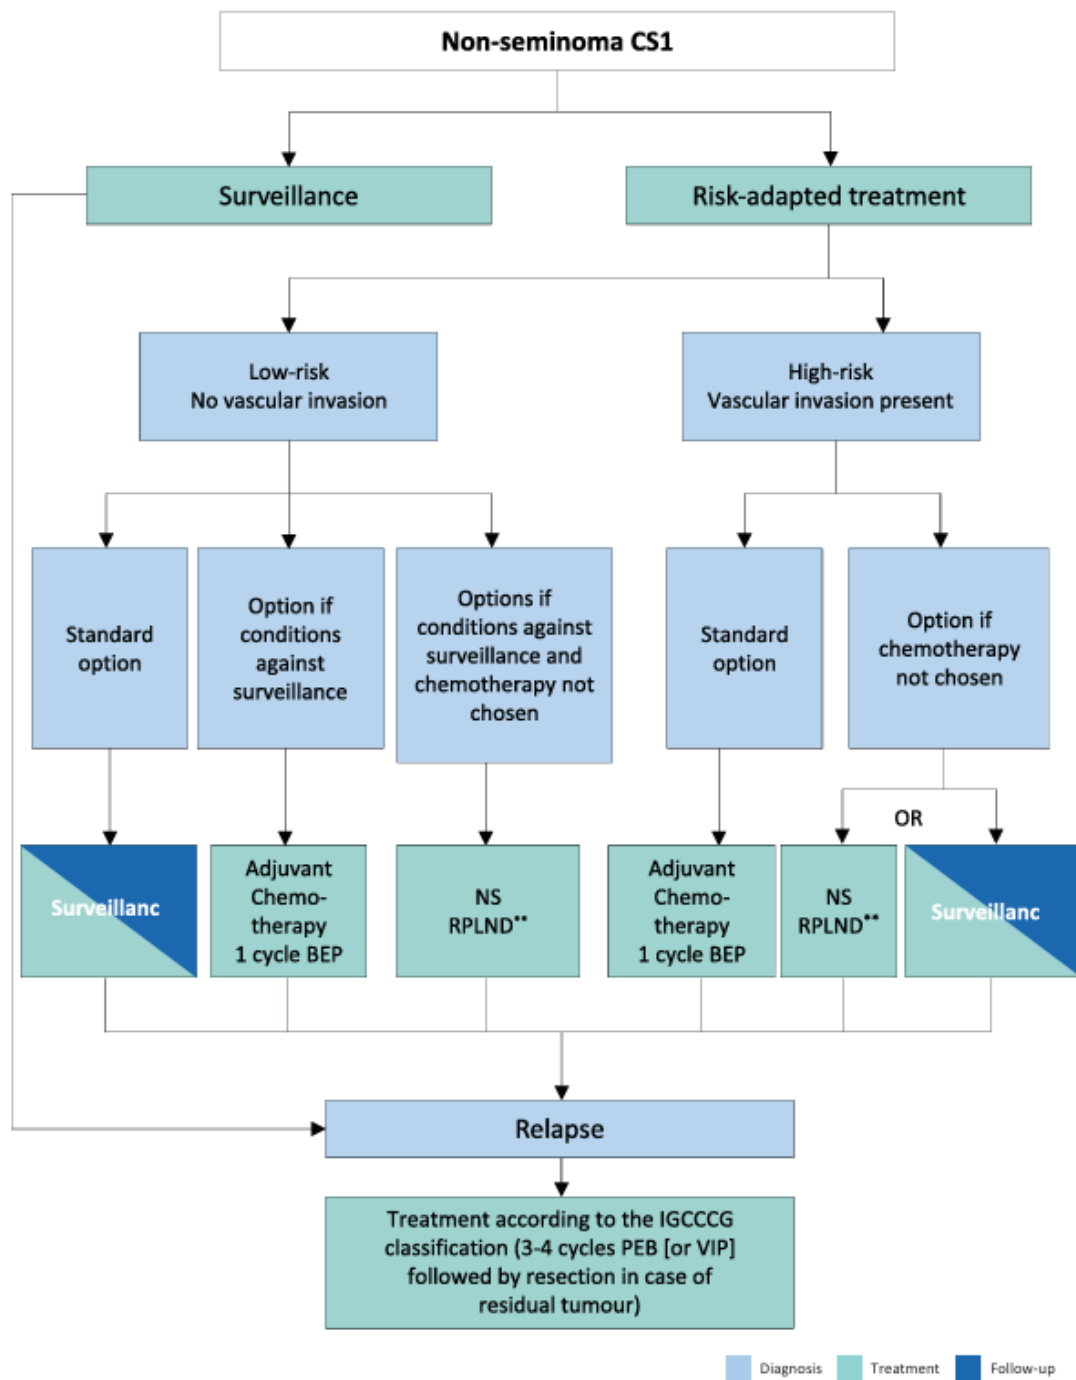 Non-seminoma CS1
Surveillance
Risk-adapted treatment
Low-risk
No vascular invasion
High-risk
Vascular invasion present
Standard
option
Option if
conditions
against
surveillance
Options if
conditions against
surveillance and
chemotherapy not
chosen
Standard
option
Option if
chemotherapy
not chosen
OR
Surveillanc
Adjuvant
Chemo-
therapy
1 cycle BEP
NS
RPLND**
Adjuvant
Chemo-
therapy
1 cycle BEP
NS
RPLND**
Surveillanc
Relapse
Treatment according to the IGCCCG
classification (3-4 cycles PEB [or VIP]
followed by resection in case of
residual tumour)
Diagnosis
Treatment
Follow-up